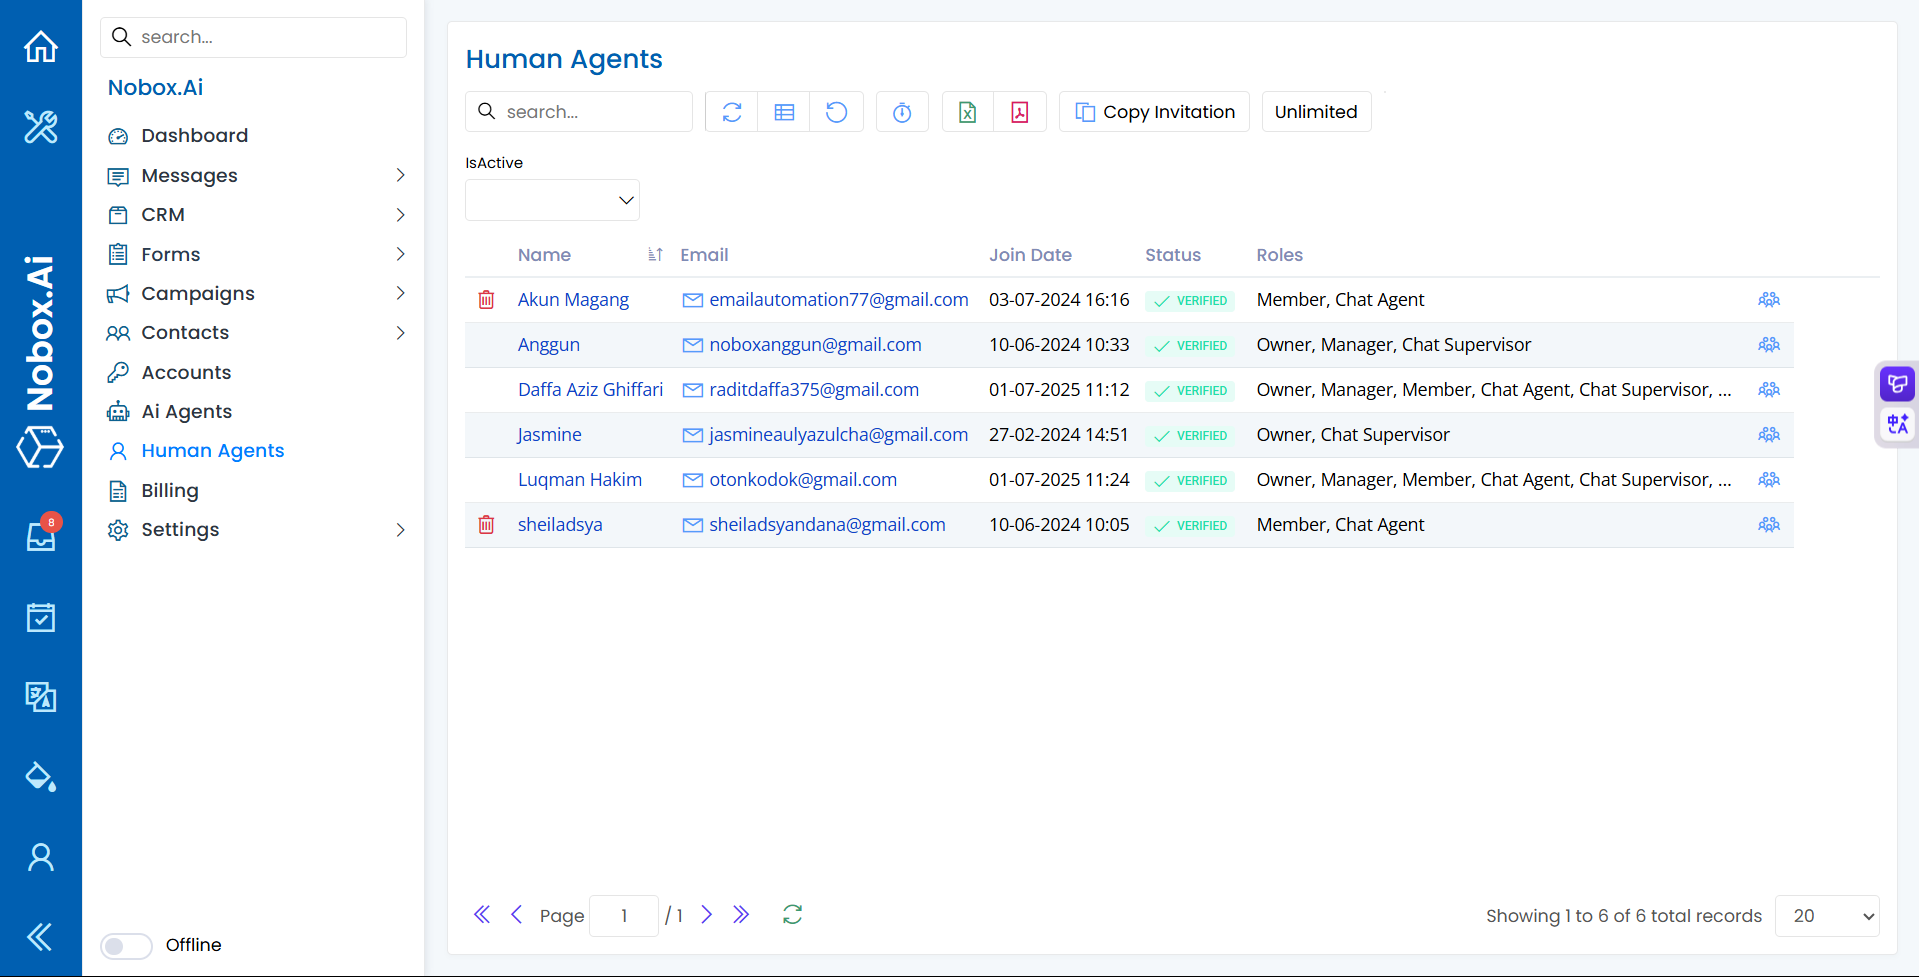 search...
Nobox.Ai
Dashboard
Messages
CRM
Forms
Campaigns
Contacts
Accounts
Ai Agents
Human Agents
Billing
Settings
Offline
Nobox.Ai
8
Human Agents
search...
Copy Invitation
Unlimited
IsActive
Name Email Join Date Status Roles
Akun Magang emailautomation77@gmail.com 03-07-2024 16:16 VERIFIED Member, Chat Agent
Anggun noboxanggun@gmail.com 10-06-2024 10:33 VERIFIED Owner, Manager, Chat Supervisor
Daffa Aziz Ghiffari raditdaffa375@gmail.com 01-07-2025 11:12 VERIFIED Owner, Manager, Member, Chat Agent, Chat Supervisor, ...
Jasmine jasmineaulyazulcha@gmail.com 27-02-2024 14:51 VERIFIED Owner, Chat Supervisor
Luqman Hakim otonkodok@gmail.com 01-07-2025 11:24 VERIFIED Owner, Manager, Member, Chat Agent, Chat Supervisor, ...
sheiladsya sheiladsyandana@gmail.com 10-06-2024 10:05 VERIFIED Member, Chat Agent
Page 1 / 1
Showing 1 to 6 of 6 total records 20